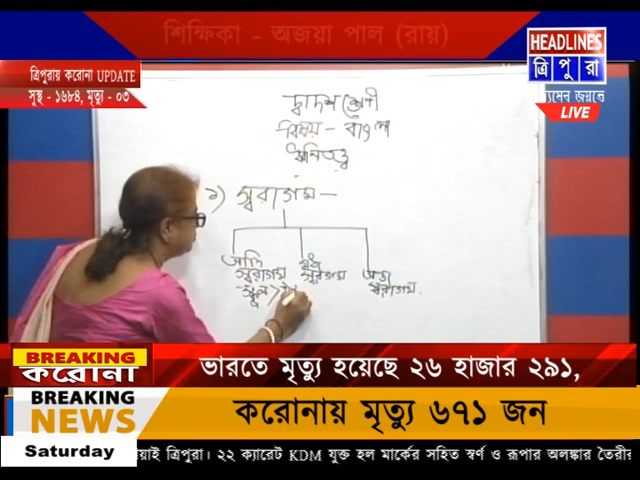 শিক্ষিকা - অজয়া পাল (রায়)
HEADLINES
ত্রিপুরা
LIVE
ত্রিপুরায় করোনা UPDATE
সুস্থ - ১৬৮৪, মৃত্যু - ০৩
দ্বাদশ শ্রেণী
বিষয় - বাংলা
ধ্বনিতত্ত্ব
১) স্বরাগম -
আদি স্বরাগম
মধ্য স্বরাগম
অন্ত্য স্বরাগম
স্কুল >
BREAKING
করোনা
ভারতে মৃত্যু হয়েছে ২৬ হাজার ২৯১,
BREAKING
NEWS
করোনায় মৃত্যু ৬৭১ জন
Saturday
য়াই ত্রিপুরা। ২২ ক্যারেট KDM যুক্ত হল মার্কের সহিত স্বর্ণ ও রূপার অলঙ্কার তৈরীর